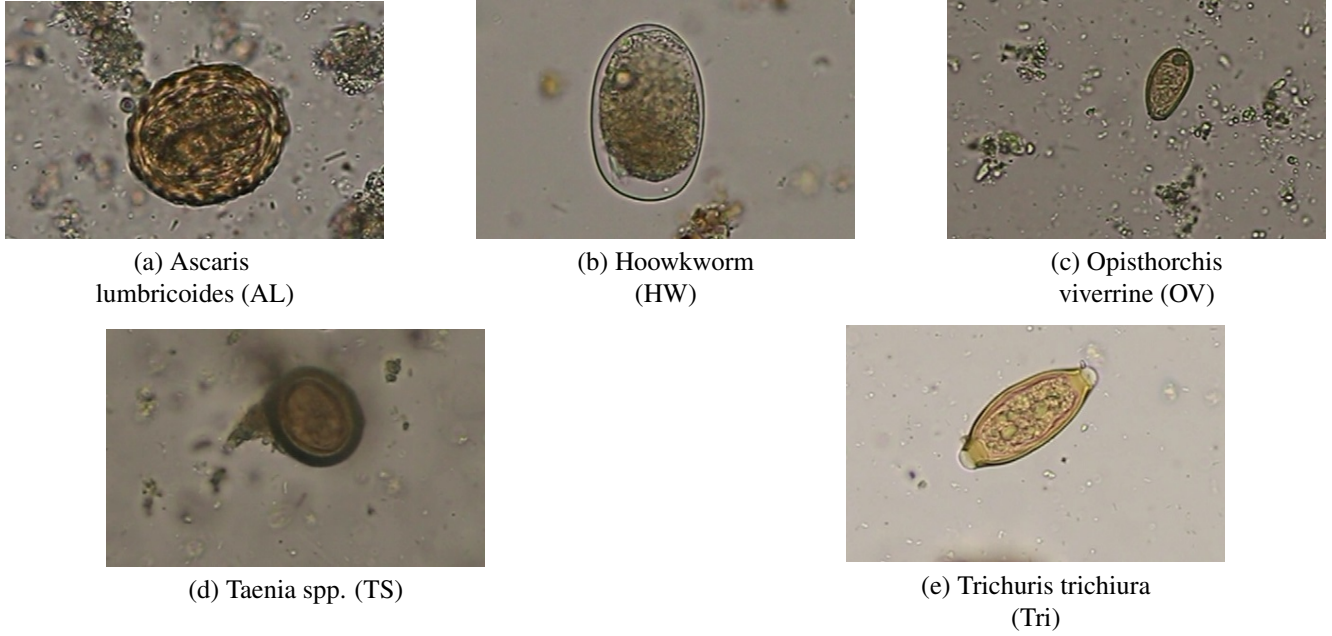 (a) Ascaris
lumbricoides (AL)
(b) Hoowkworm
(HW)
(c) Opisthorchis
viverrine (OV)
(d) Taenia spp. (TS)
(e) Trichuris trichiura
(Tri)